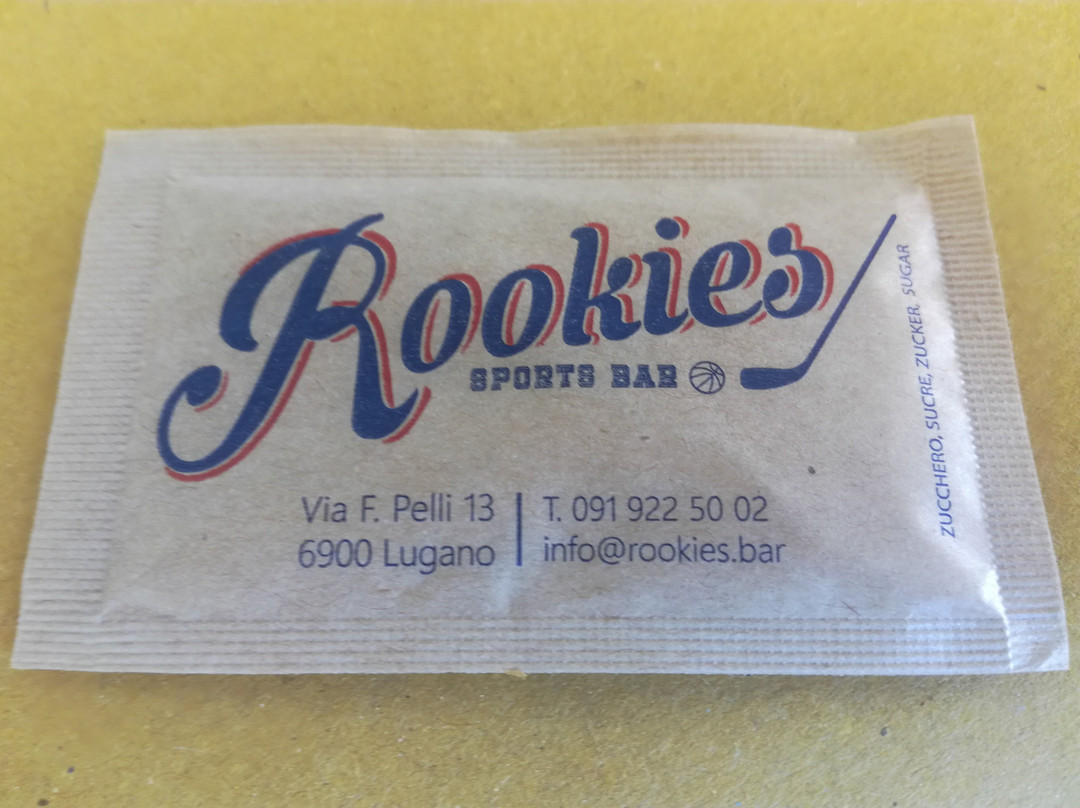 Rookies
SPORTS BAR
Via F. Pelli 13
6900 Lugano
T. 091 922 50 02
info@rookies.bar
ZUCCHERO, SUCRE, ZUCKER, SUGAR